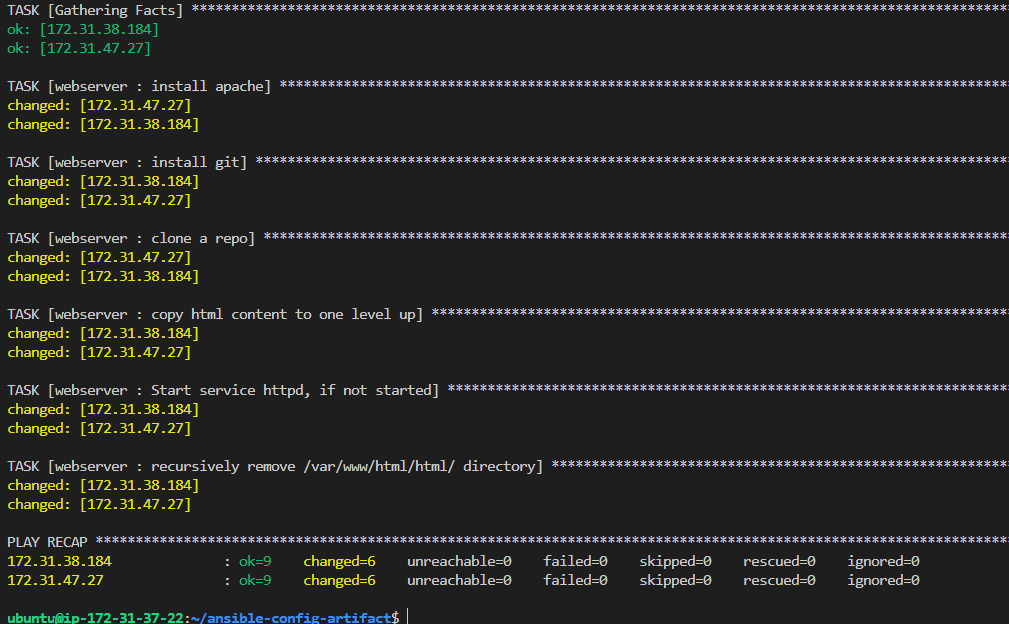 TASK [Gathering Facts] ******************************************************************************************************
ok: [172.31.38.184]
ok: [172.31.47.27]
TASK [webserver : install apache] *******************************************************************************************
changed: [172.31.47.27]
changed: [172.31.38.184]
TASK [webserver : install git] **********************************************************************************************
changed: [172.31.38.184]
changed: [172.31.47.27]
TASK [webserver : clone a repo] *********************************************************************************************
changed: [172.31.47.27]
changed: [172.31.38.184]
TASK [webserver : copy html content to one level up] ************************************************************************
changed: [172.31.38.184]
changed: [172.31.47.27]
TASK [webserver : Start service httpd, if not started] **********************************************************************
changed: [172.31.38.184]
changed: [172.31.47.27]
TASK [webserver : recursively remove /var/www/html/html/ directory] *********************************************************
changed: [172.31.38.184]
changed: [172.31.47.27]
PLAY RECAP ******************************************************************************************************************
172.31.38.184 : ok=9 changed=6 unreachable=0 failed=0 skipped=0 rescued=0 ignored=0
172.31.47.27 : ok=9 changed=6 unreachable=0 failed=0 skipped=0 rescued=0 ignored=0
ubuntu@ip-172-31-37-22:~/ansible-config-artifact$